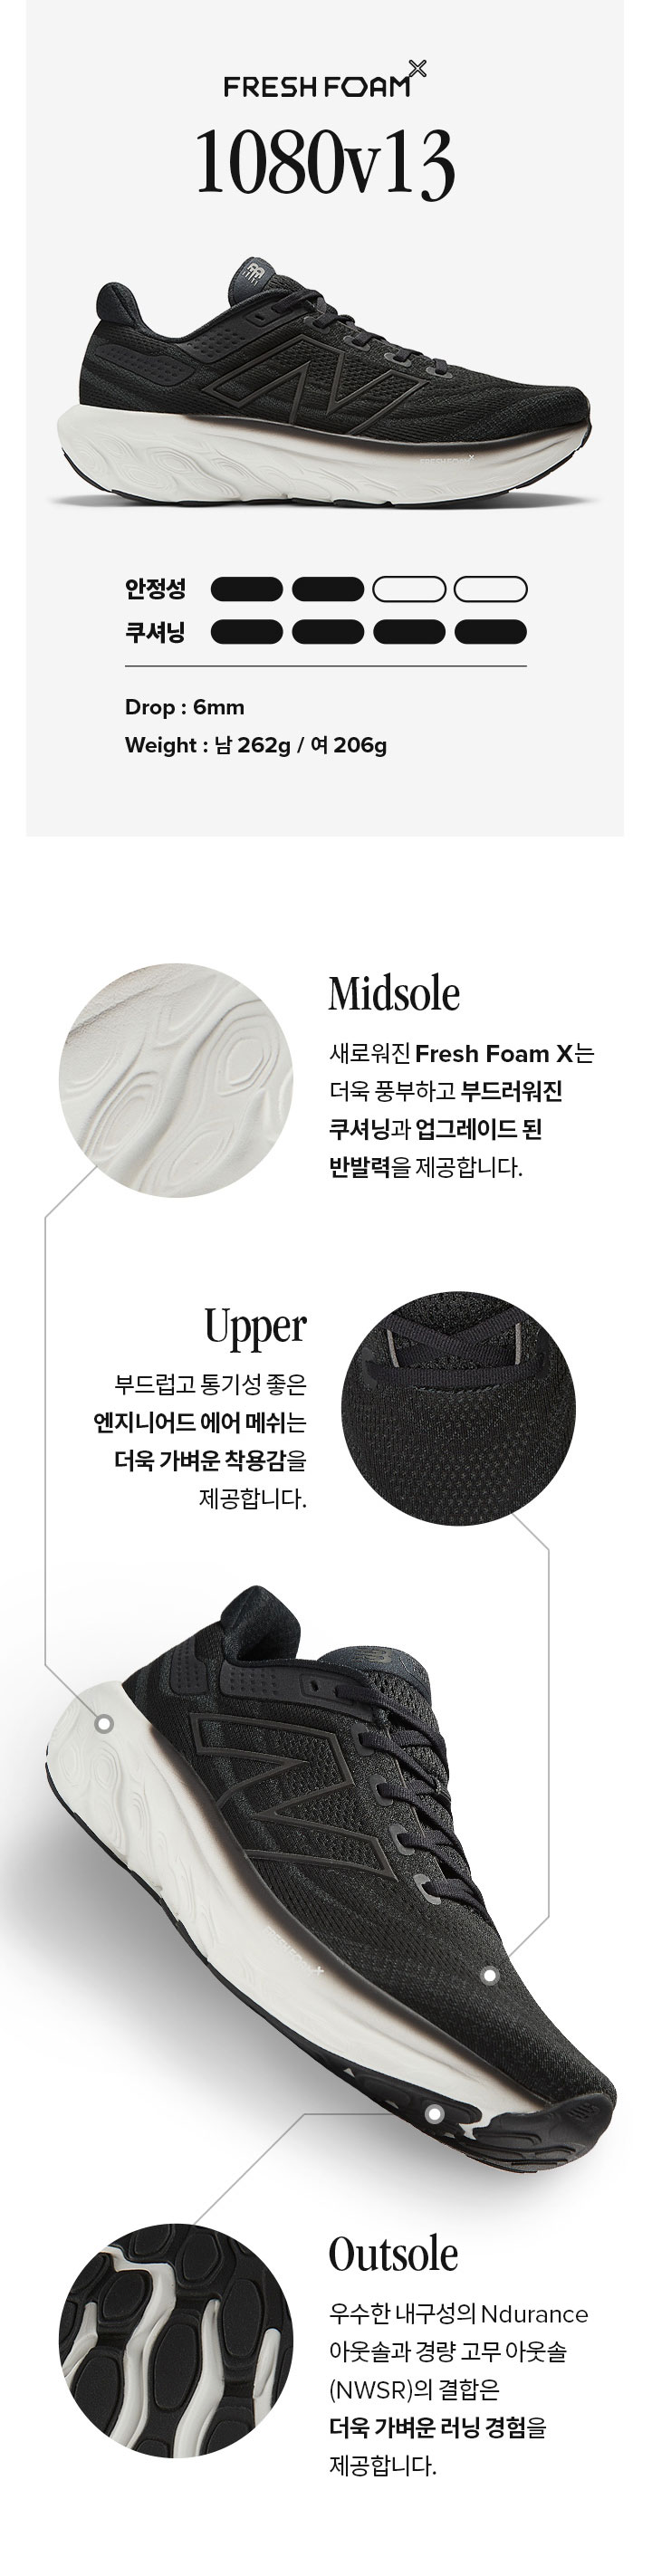 FRESH FOAM X
1080v13
FRESH FOAM X
안정성
쿠셔닝
Drop : 6mm
Weight : 남 262g / 여 206g
Midsole
새로워진 Fresh Foam X는
더욱 풍부하고 부드러워진
쿠셔닝과 업그레이드 된
반발력을 제공합니다.
Upper
부드럽고 통기성 좋은
엔지니어드 에어 메쉬는
더욱 가벼운 착용감을
제공합니다.
FRESH FOAM X
Outsole
우수한 내구성의 Ndurance
아웃솔과 경량 고무 아웃솔
(NWSR)의 결합은
더욱 가벼운 러닝 경험을
제공합니다.